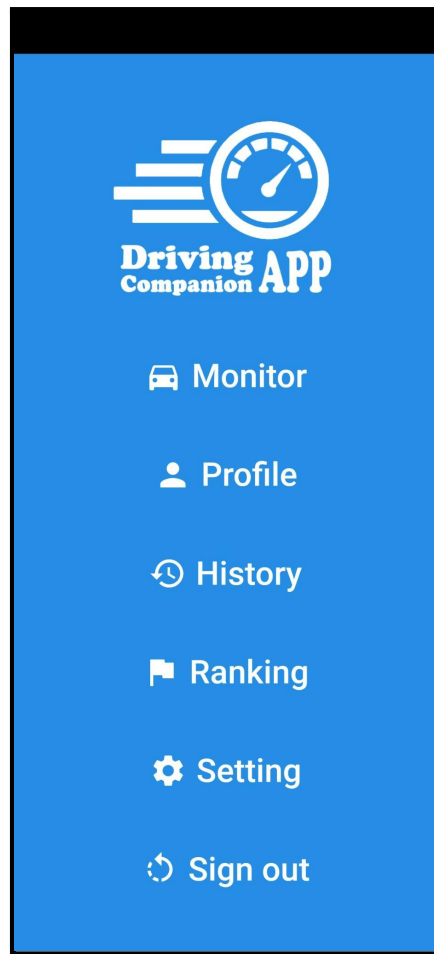 Driving
Companion APP
Monitor
Profile
History
Ranking
Setting
Sign out